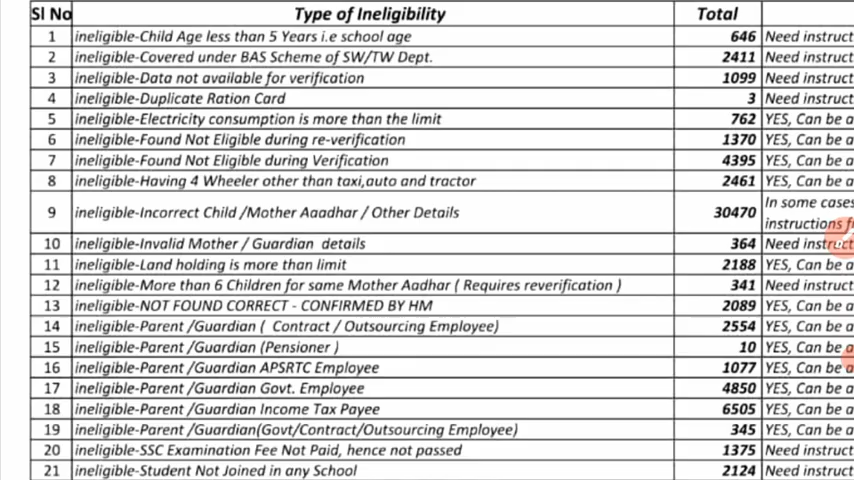 Sl No Type of Ineligibility Total
1 ineligible-Child Age less than 5 Years i.e school age 646 Need instruct
2 ineligible-Covered under BAS Scheme of SW/TW Dept. 2411 Need instruct
3 ineligible-Data not available for verification 1099 Need instruct
4 ineligible-Duplicate Ration Card 3 Need instruct
5 ineligible-Electricity consumption is more than the limit 762 YES, Can be a
6 ineligible-Found Not Eligible during re-verification 1370 YES, Can be a
7 ineligible-Found Not Eligible during Verification 4395 YES, Can be a
8 ineligible-Having 4 Wheeler other than taxi,auto and tractor 2461 YES, Can be a
9 ineligible-Incorrect Child /Mother Aaadhar / Other Details 30470 In some cases
instructions f
10 ineligible-Invalid Mother / Guardian details 364 Need instruct
11 ineligible-Land holding is more than limit 2188 YES, Can be a
12 ineligible-More than 6 Children for same Mother Aadhar ( Requires reverification ) 341 Need instruct
13 ineligible-NOT FOUND CORRECT - CONFIRMED BY HM 2089 YES, Can be a
14 ineligible-Parent /Guardian ( Contract / Outsourcing Employee) 2554 YES, Can be a
15 ineligible-Parent /Guardian (Pensioner ) 10 YES, Can be a
16 ineligible-Parent /Guardian APSRTC Employee 1077 YES, Can be a
17 ineligible-Parent /Guardian Govt. Employee 4850 YES, Can be a
18 ineligible-Parent /Guardian Income Tax Payee 6505 YES, Can be a
19 ineligible-Parent /Guardian(Govt/Contract/Outsourcing Employee) 345 YES, Can be a
20 ineligible-SSC Examination Fee Not Paid, hence not passed 1375 Need instruct
21 ineligible-Student Not Joined in any School 2124 Need instruct